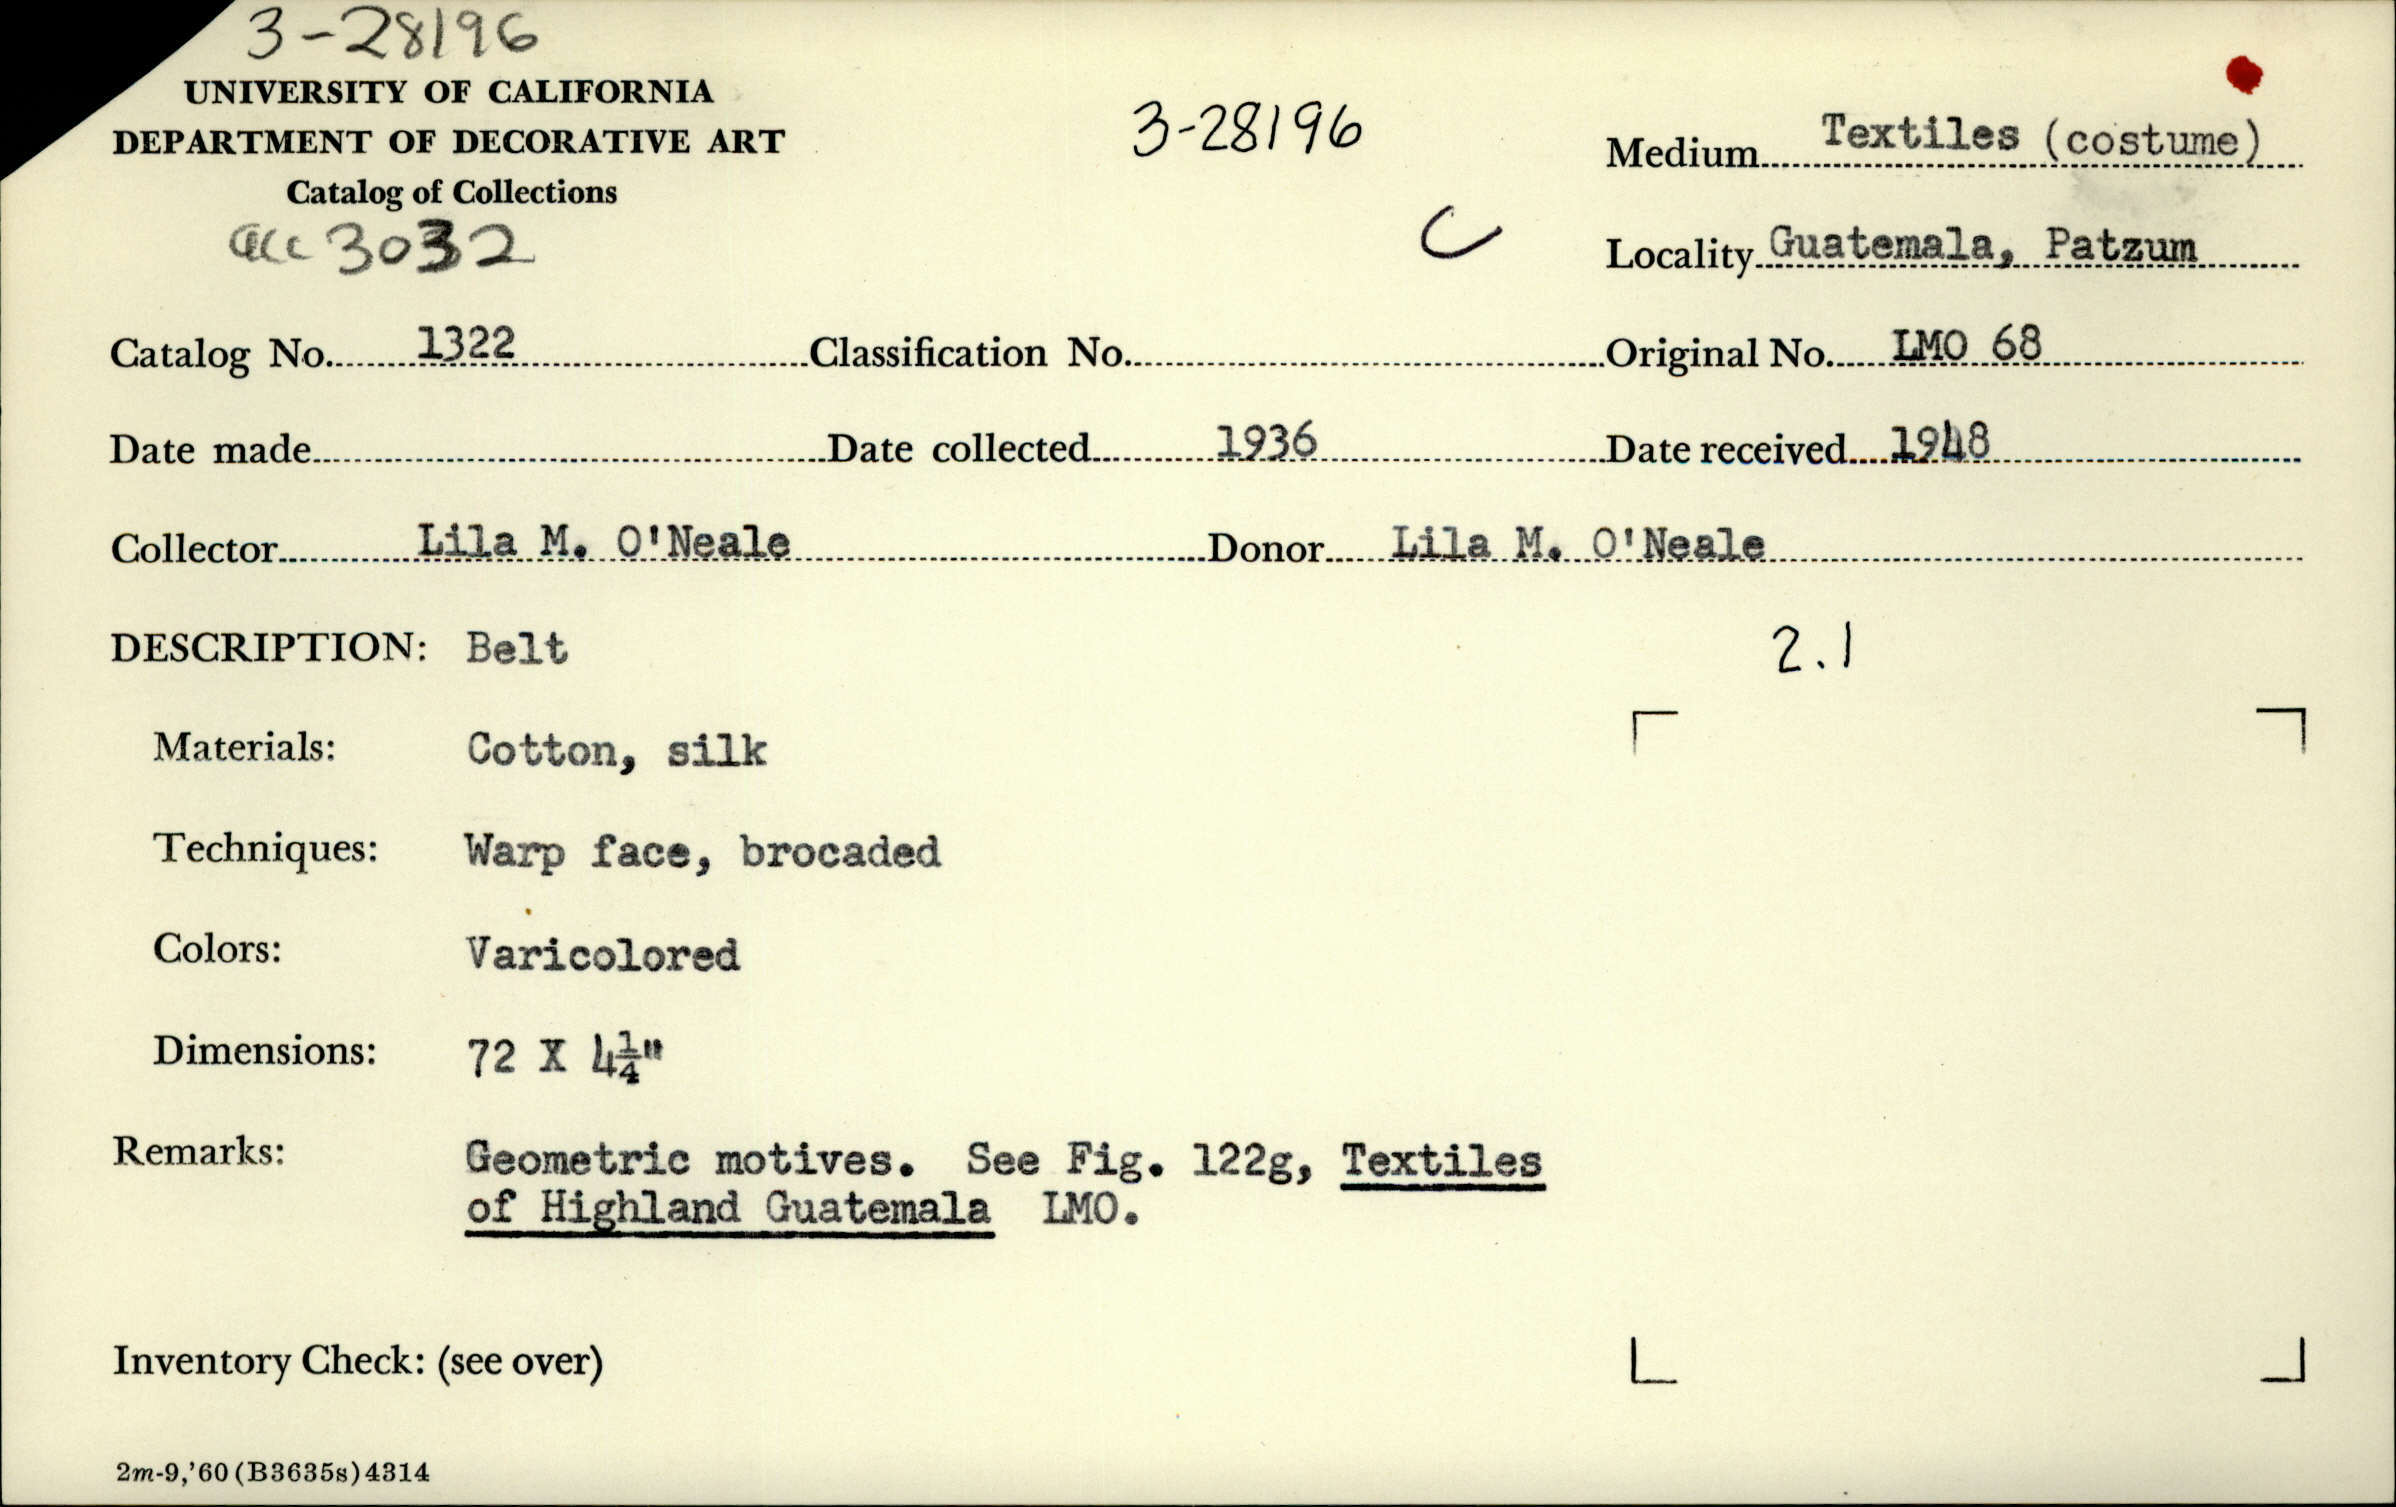 3-28196
UNIVERSITY OF CALIFORNIA
DEPARTMENT OF DECORATIVE ART
Catalog of Collections
acc 3032
3-28196
C
Medium Textiles (costume)
Locality Guatemala, Patzum
Catalog No. 1322 Classification No. Original No. LMO 68
Date made Date collected 1936 Date received 1948
Collector Lila M. O'Neale Donor Lila M. O'Neale
DESCRIPTION: Belt
2.1
Materials: Cotton, silk
Techniques: Warp face, brocaded
Colors: Varicolored
Dimensions: 72 X 4¼"
Remarks: Geometric motives. See Fig. 122g, Textiles
of Highland Guatemala LMO.
Inventory Check: (see over)
2m-9,'60(B3635s)4314